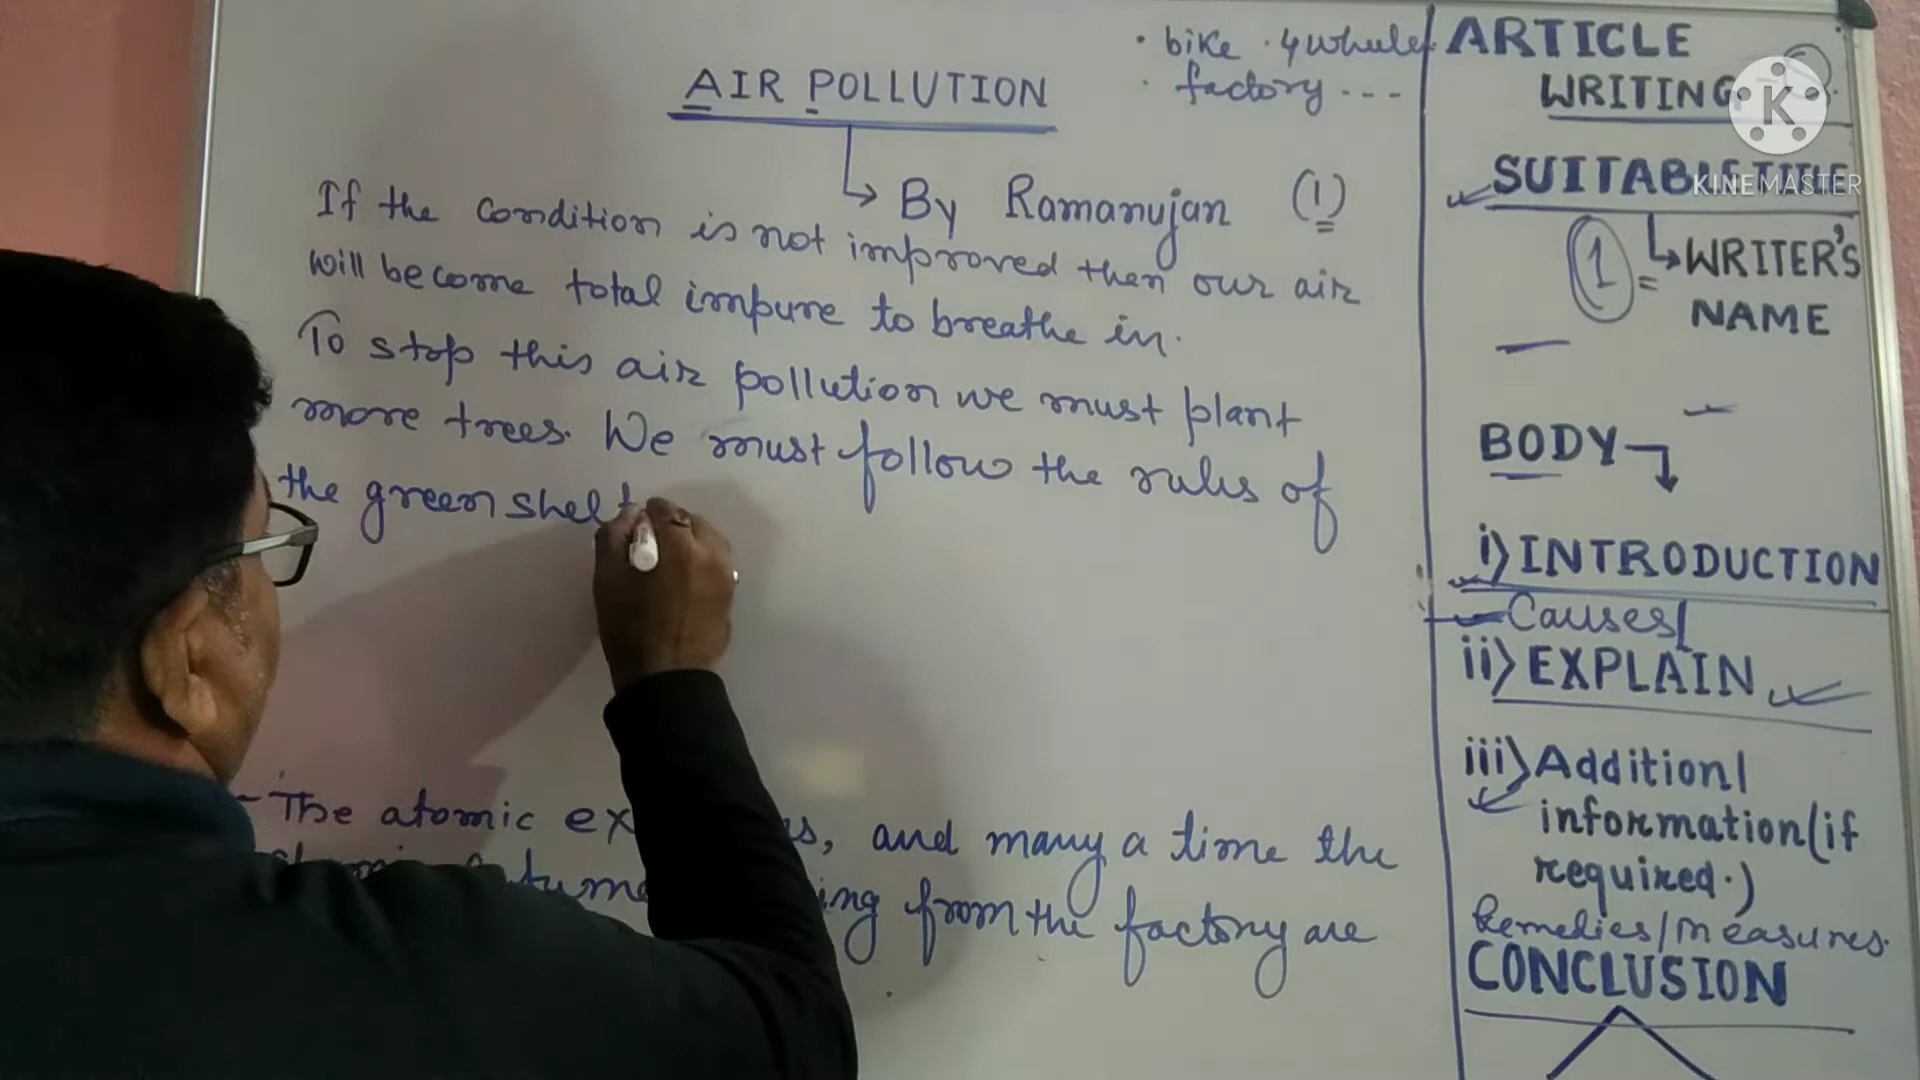 · bike · 4 wheeler
· factory ---
AIR POLLUTION
By Ramanujan (1)
If the condition is not improved then our air
will become total impure to breathe in.
To stop this air pollution we must plant
more trees. We must follow the rules of
the green shelt
- The atomic ex , and many a time the
fume ing from the factory are
ARTICLE
WRITING
SUITABLE TITLE
1 = WRITER'S
NAME
BODY
i) INTRODUCTION
Causes/
ii) EXPLAIN
iii) Additionl
information (if
required.)
Remedies/measures.
CONCLUSION
K
KINEMASTER